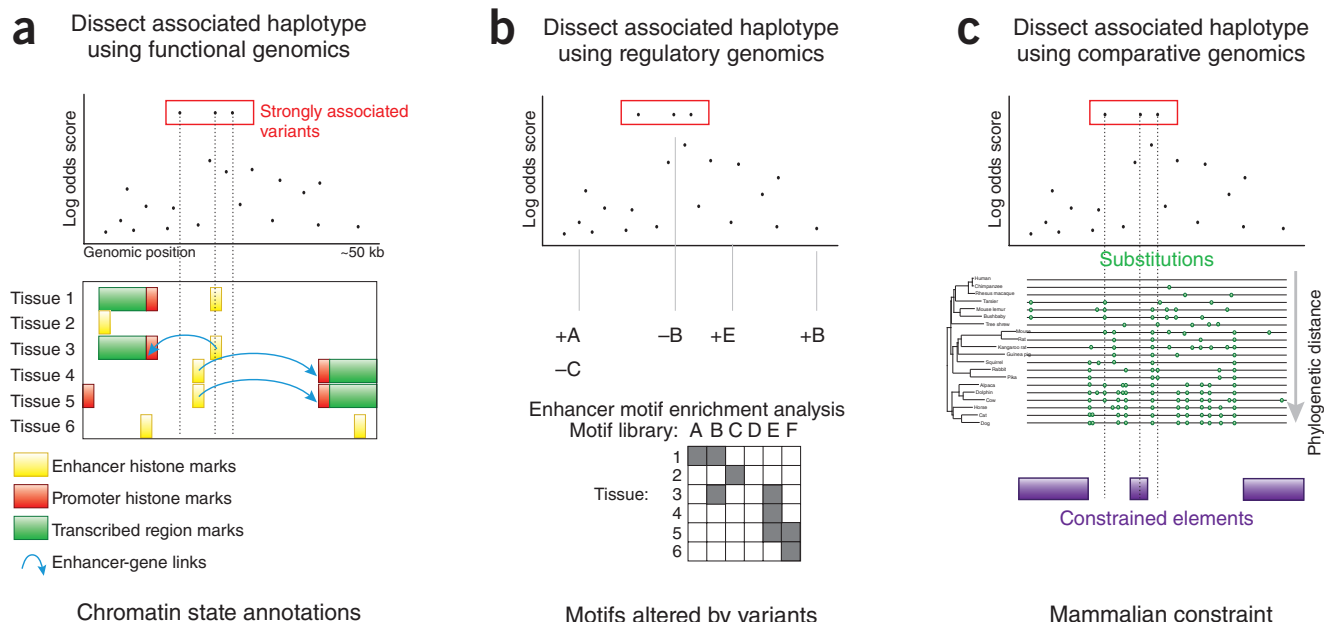 a
Dissect associated haplotype
using functional genomics
Log odds score
Strongly associated
variants
Genomic position
~50 kb
Tissue 1
Tissue 2
Tissue 3
Tissue 4
Tissue 5
Tissue 6
Enhancer histone marks
Promoter histone marks
Transcribed region marks
Enhancer-gene links
Chromatin state annotations
b
Dissect associated haplotype
using regulatory genomics
Log odds score
+A
–B
+E
+B
–C
Enhancer motif enrichment analysis
Motif library: A B C D E F
Tissue:
1
2
3
4
5
6
Motifs altered by variants
c
Dissect associated haplotype
using comparative genomics
Log odds score
Substitutions
Human
Chimpanzee
Rhesus macaque
Tarsier
Mouse lemur
Bushbaby
Tree shrew
Mouse
Rat
Kangaroo rat
Guinea pig
Squirrel
Rabbit
Pika
Alpaca
Dolphin
Cow
Horse
Cat
Dog
Phylogenetic distance
Constrained elements
Mammalian constraint